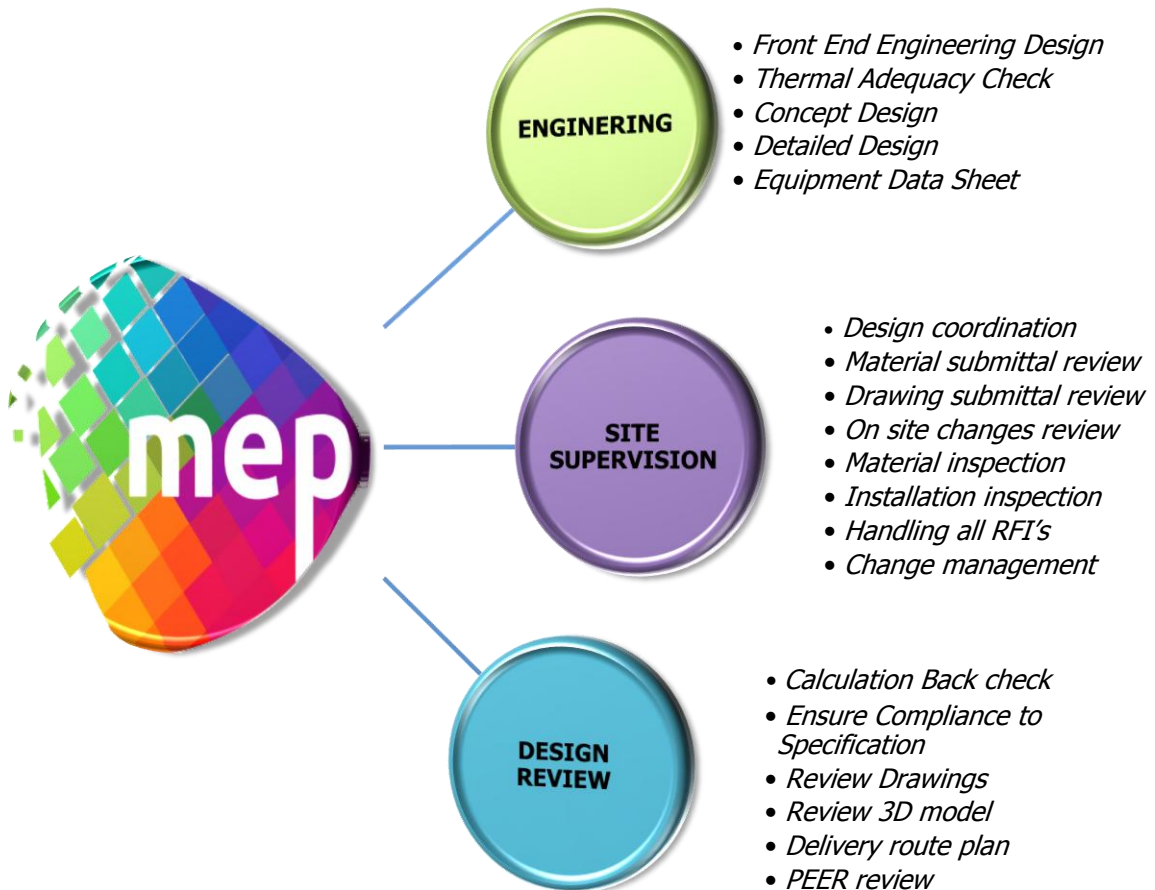 ENGINERING
• Front End Engineering Design
• Thermal Adequacy Check
• Concept Design
• Detailed Design
• Equipment Data Sheet
mep
SITE
SUPERVISION
• Design coordination
• Material submittal review
• Drawing submittal review
• On site changes review
• Material inspection
• Installation inspection
• Handling all RFI's
• Change management
DESIGN
REVIEW
• Calculation Back check
• Ensure Compliance to
Specification
• Review Drawings
• Review 3D model
• Delivery route plan
• PEER review